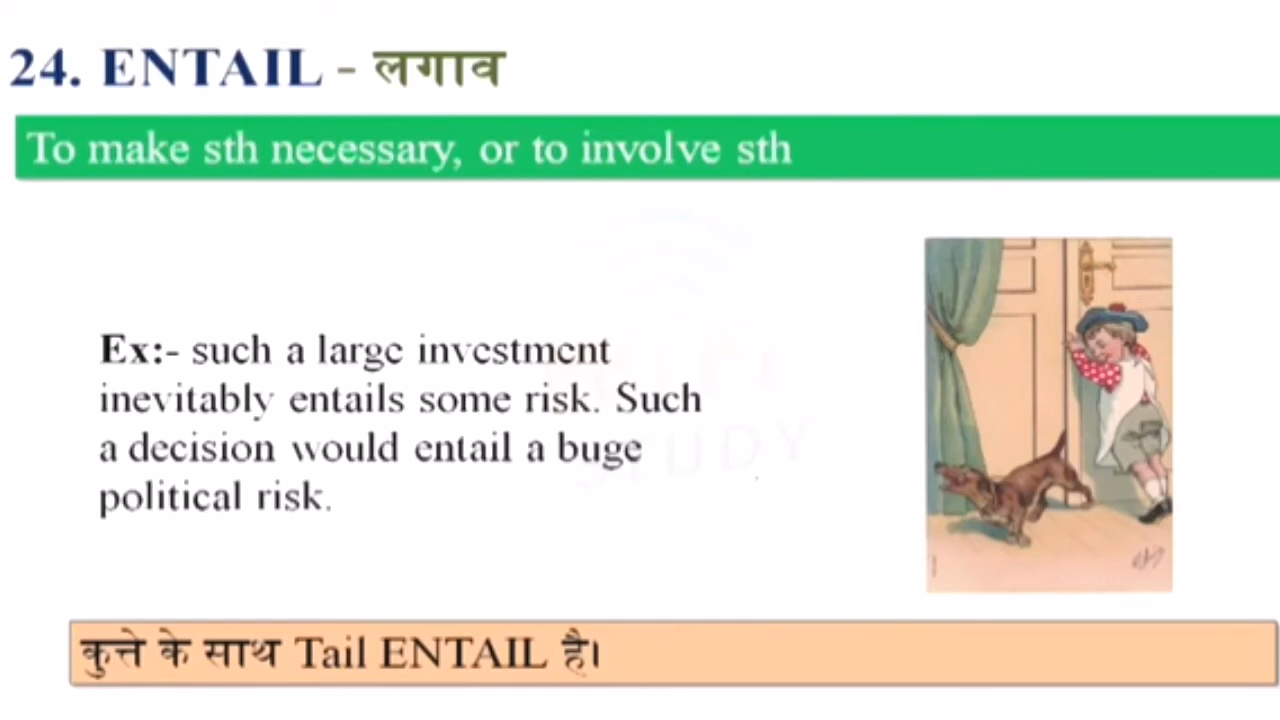 24. ENTAIL - लगाव
To make sth necessary, or to involve sth
Ex:- such a large investment
inevitably entails some risk. Such
a decision would entail a buge
political risk.
STUDY
कुत्ते के साथ Tail ENTAIL है।